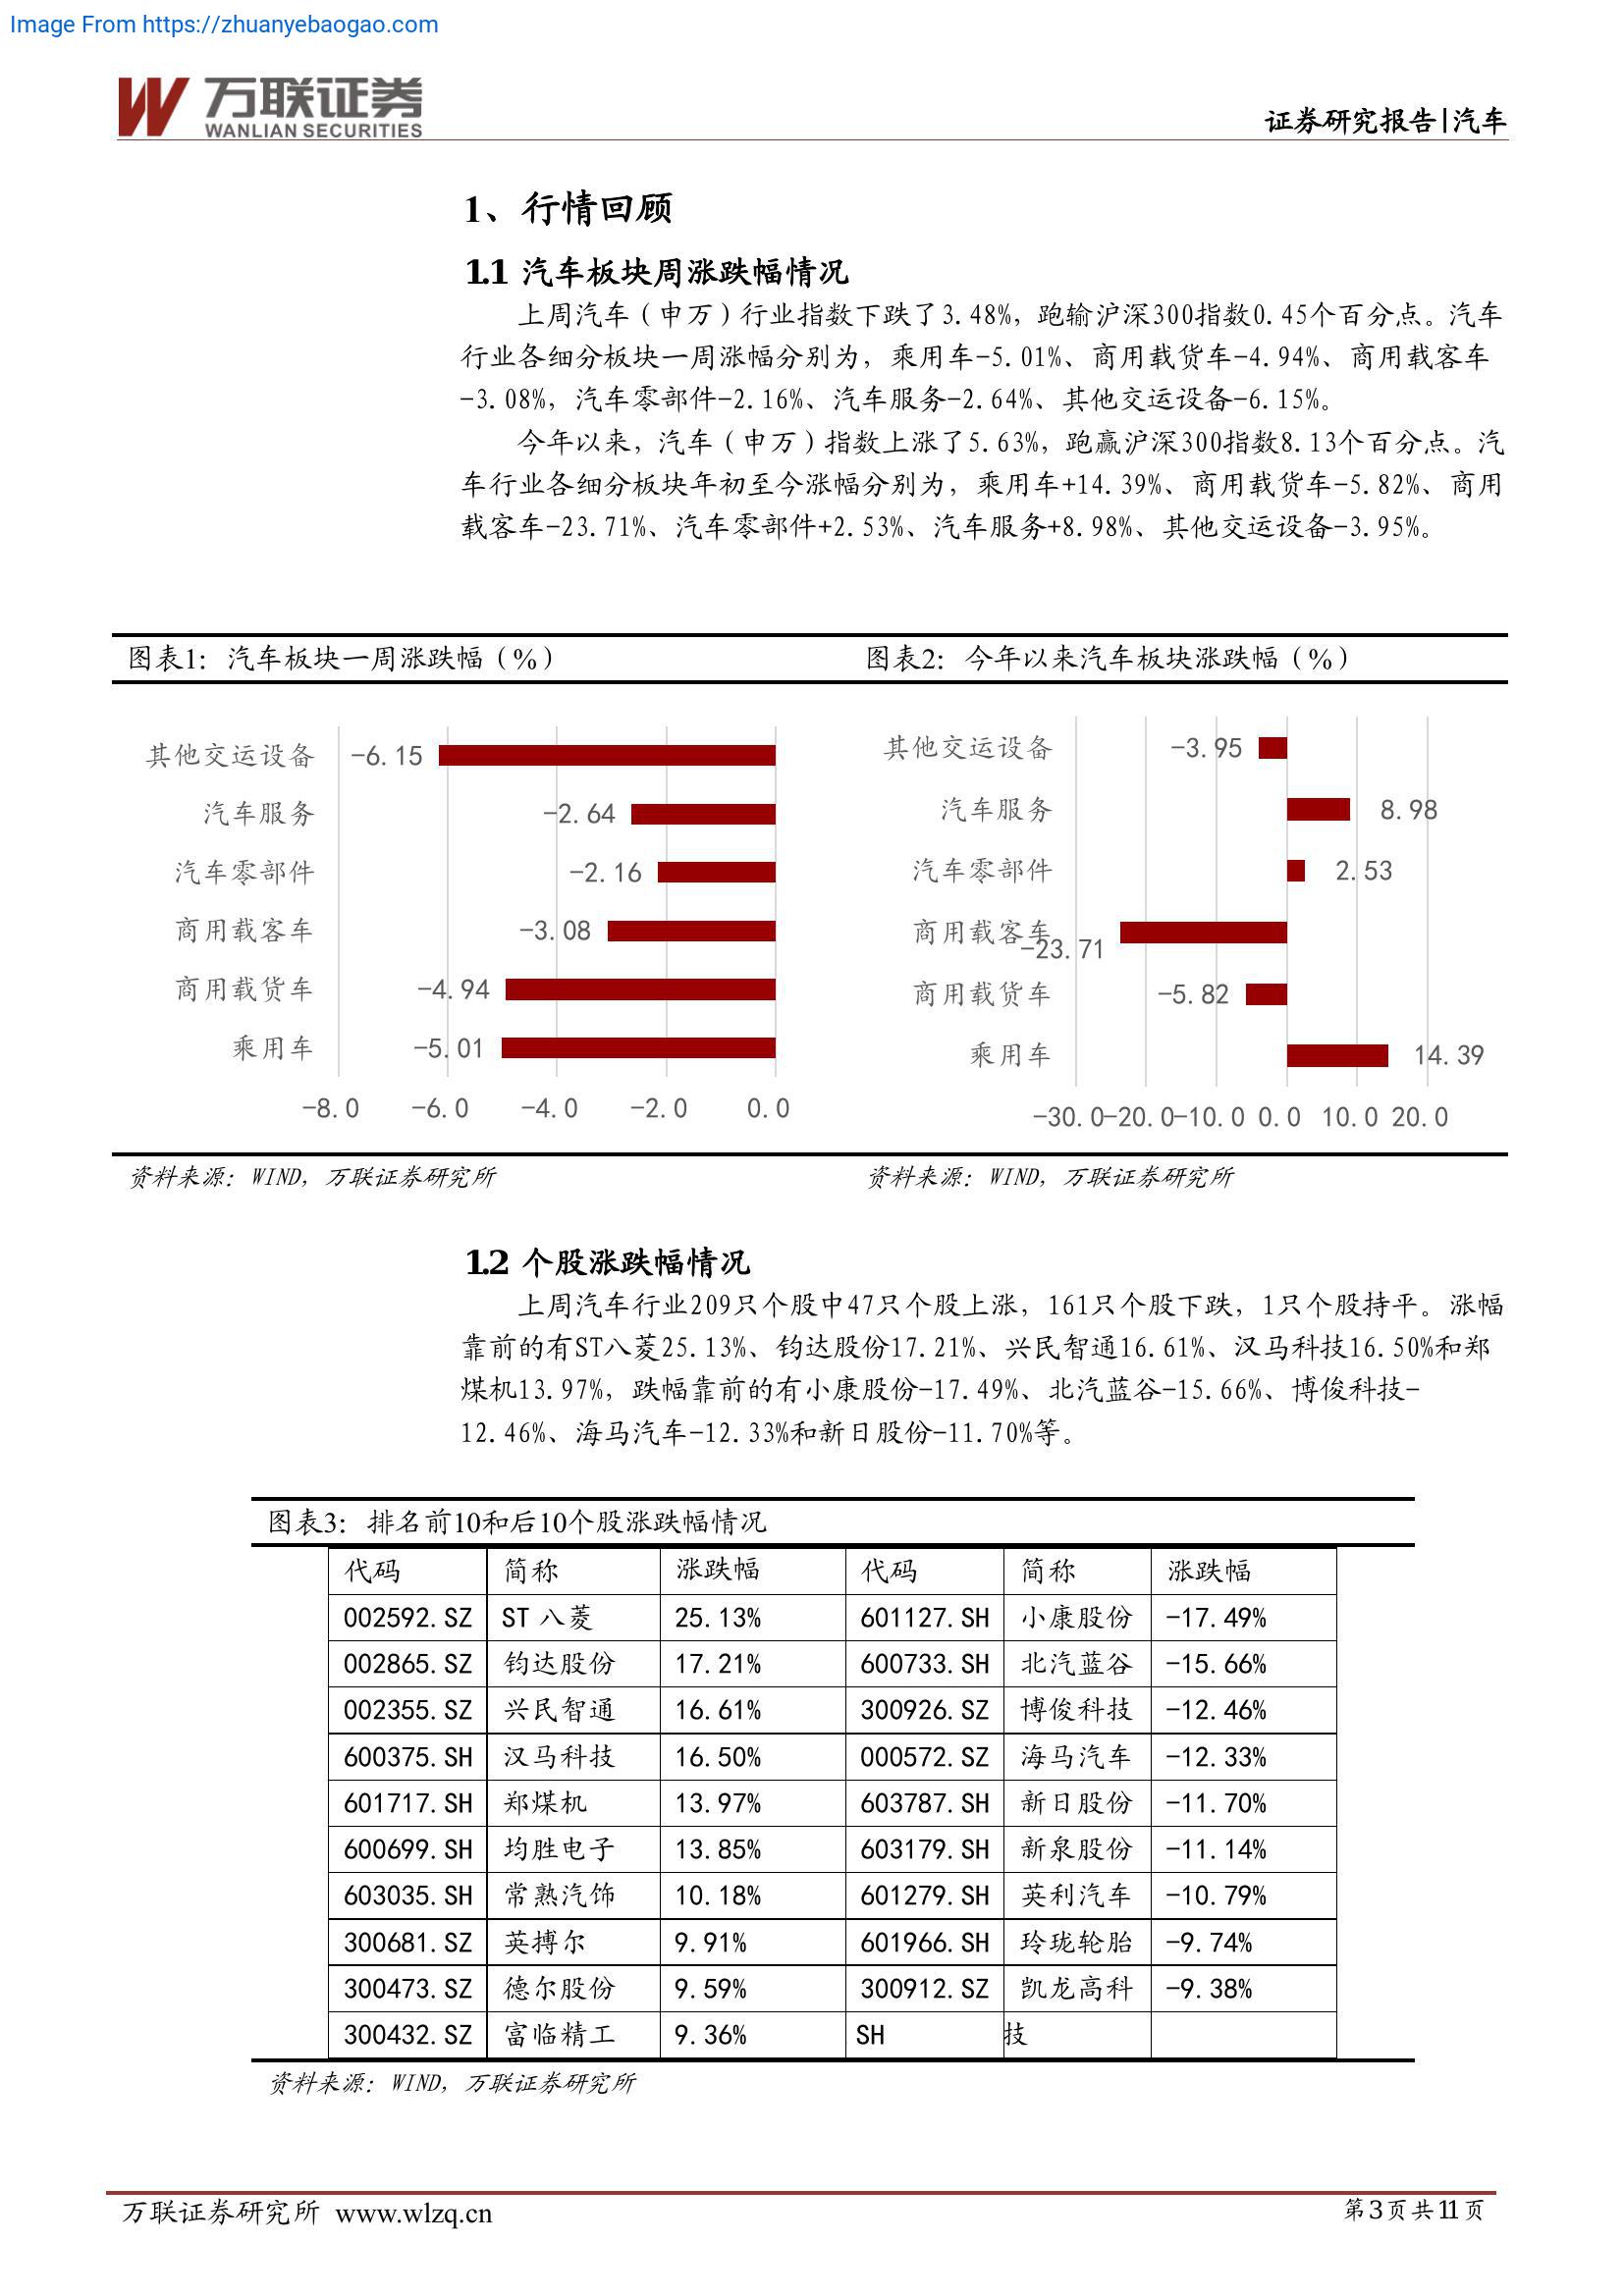 Image From https://zhuanyebaogao.com
万联证券
WANLIAN SECURITIES
证券研究报告|汽车
1、行情回顾
1.1 汽车板块周涨跌幅情况
上周汽车（申万）行业指数下跌了3.48%，跑输沪深300指数0.45个百分点。汽车
行业各细分板块一周涨幅分别为，乘用车-5.01%、商用载货车-4.94%、商用载客车
-3.08%，汽车零部件-2.16%、汽车服务-2.64%、其他交运设备-6.15%。
今年以来，汽车（申万）指数上涨了5.63%，跑赢沪深300指数8.13个百分点。汽
车行业各细分板块年初至今涨幅分别为，乘用车+14.39%、商用载货车-5.82%、商用
载客车-23.71%、汽车零部件+2.53%、汽车服务+8.98%、其他交运设备-3.95%。
图表1：汽车板块一周涨跌幅（%）
其他交运设备 -6.15
汽车服务 -2.64
汽车零部件 -2.16
商用载客车 -3.08
商用载货车 -4.94
乘用车 -5.01
-8.0 -6.0 -4.0 -2.0 0.0
资料来源：WIND，万联证券研究所
图表2：今年以来汽车板块涨跌幅（%）
其他交运设备 -3.95
汽车服务 8.98
汽车零部件 2.53
商用载客车 -23.71
商用载货车 -5.82
乘用车 14.39
-30.0 -20.0 -10.0 0.0 10.0 20.0
资料来源：WIND，万联证券研究所
1.2 个股涨跌幅情况
上周汽车行业209只个股中47只个股上涨，161只个股下跌，1只个股持平。涨幅
靠前的有ST八菱25.13%、钧达股份17.21%、兴民智通16.61%、汉马科技16.50%和郑
煤机13.97%，跌幅靠前的有小康股份-17.49%、北汽蓝谷-15.66%、博俊科技-
12.46%、海马汽车-12.33%和新日股份-11.70%等。
图表3：排名前10和后10个股涨跌幅情况
代码 简称 涨跌幅 代码 简称 涨跌幅
002592.SZ ST 八菱 25.13% 601127.SH 小康股份 -17.49%
002865.SZ 钧达股份 17.21% 600733.SH 北汽蓝谷 -15.66%
002355.SZ 兴民智通 16.61% 300926.SZ 博俊科技 -12.46%
600375.SH 汉马科技 16.50% 000572.SZ 海马汽车 -12.33%
601717.SH 郑煤机 13.97% 603787.SH 新日股份 -11.70%
600699.SH 均胜电子 13.85% 603179.SH 新泉股份 -11.14%
603035.SH 常熟汽饰 10.18% 601279.SH 英利汽车 -10.79%
300681.SZ 英搏尔 9.91% 601966.SH 玲珑轮胎 -9.74%
300473.SZ 德尔股份 9.59% 300912.SZ 凯龙高科 -9.38%
300432.SZ 富临精工 9.36% SH 技
资料来源：WIND，万联证券研究所
万联证券研究所 www.wlzq.cn
第3页共11页